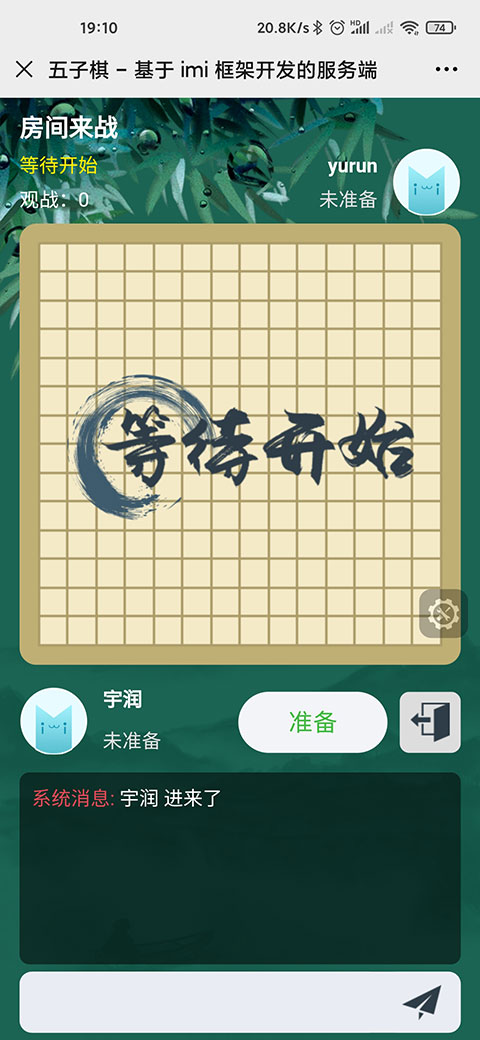 19:10
20.8K/s
HD
74
五子棋 - 基于 imi 框架开发的服务端
房间来战
等待开始
观战：0
yurun
未准备
等待开始
宇润
未准备
准备
系统消息: 宇润 进来了